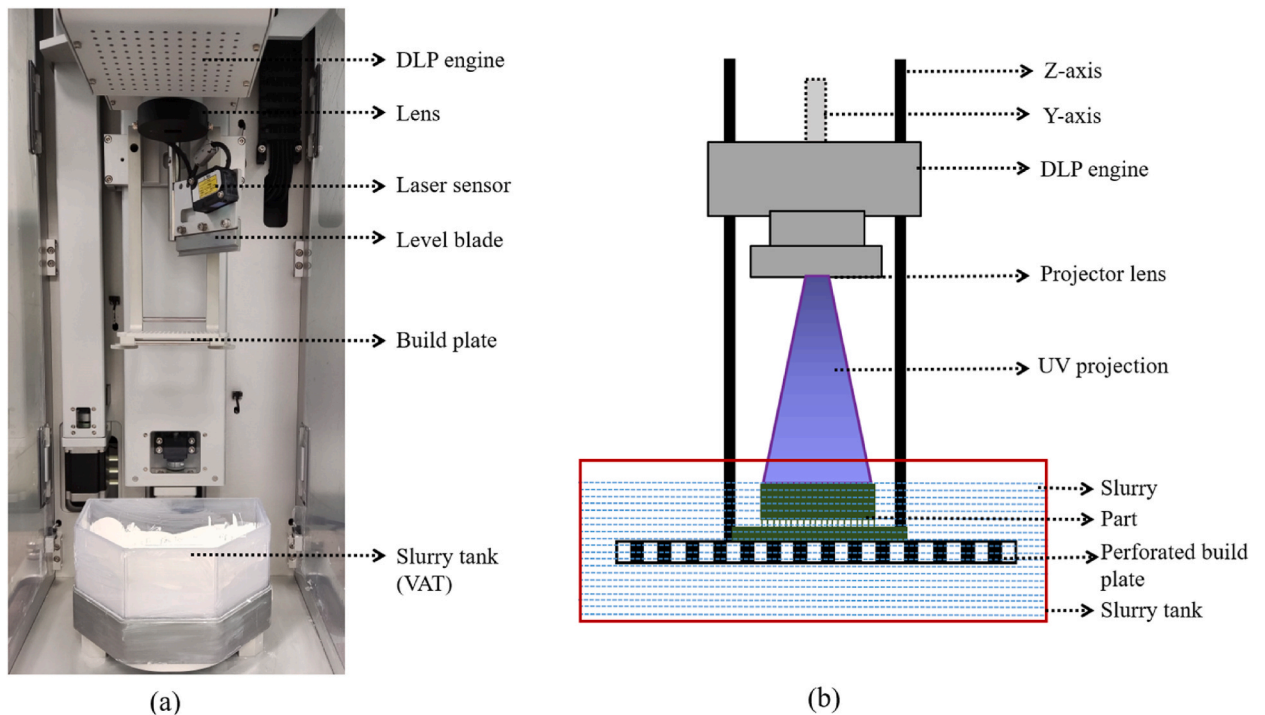 DLP engine
Lens
Laser sensor
Level blade
Build plate
Slurry tank
(VAT)
(a)
Z-axis
Y-axis
DLP engine
Projector lens
UV projection
Slurry
Part
Perforated build
plate
Slurry tank
(b)